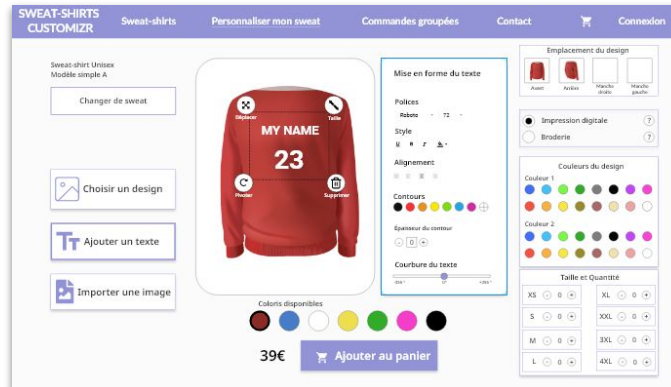 SWEAT-SHIRTS
CUSTOMIZR
Sweat-shirts
Personnaliser mon sweat
Commandes groupées
Contact
Connexion
Sweat-shirt Unisex
Modèle simple A
Changer de sweat
Choisir un design
Ajouter un texte
Importer une image
Déplacer
Taille
MY NAME
23
Pivoter
Supprimer
Coloris disponibles
39€
Ajouter au panier
Mise en forme du texte
Polices
Roboto
72
Style
Alignement
Contours
Epaisseur du contour
- 0 +
Courbure du texte
0°
Emplacement du design
Avant
Arrière
Manche
droite
Manche
gauche
Impression digitale ?
Broderie ?
Couleurs du design
Couleur 1
Couleur 2
Taille et Quantité
XS - 0 +
XL - 0 +
S - 0 +
XXL - 0 +
M - 0 +
3XL - 0 +
L - 0 +
4XL - 0 +